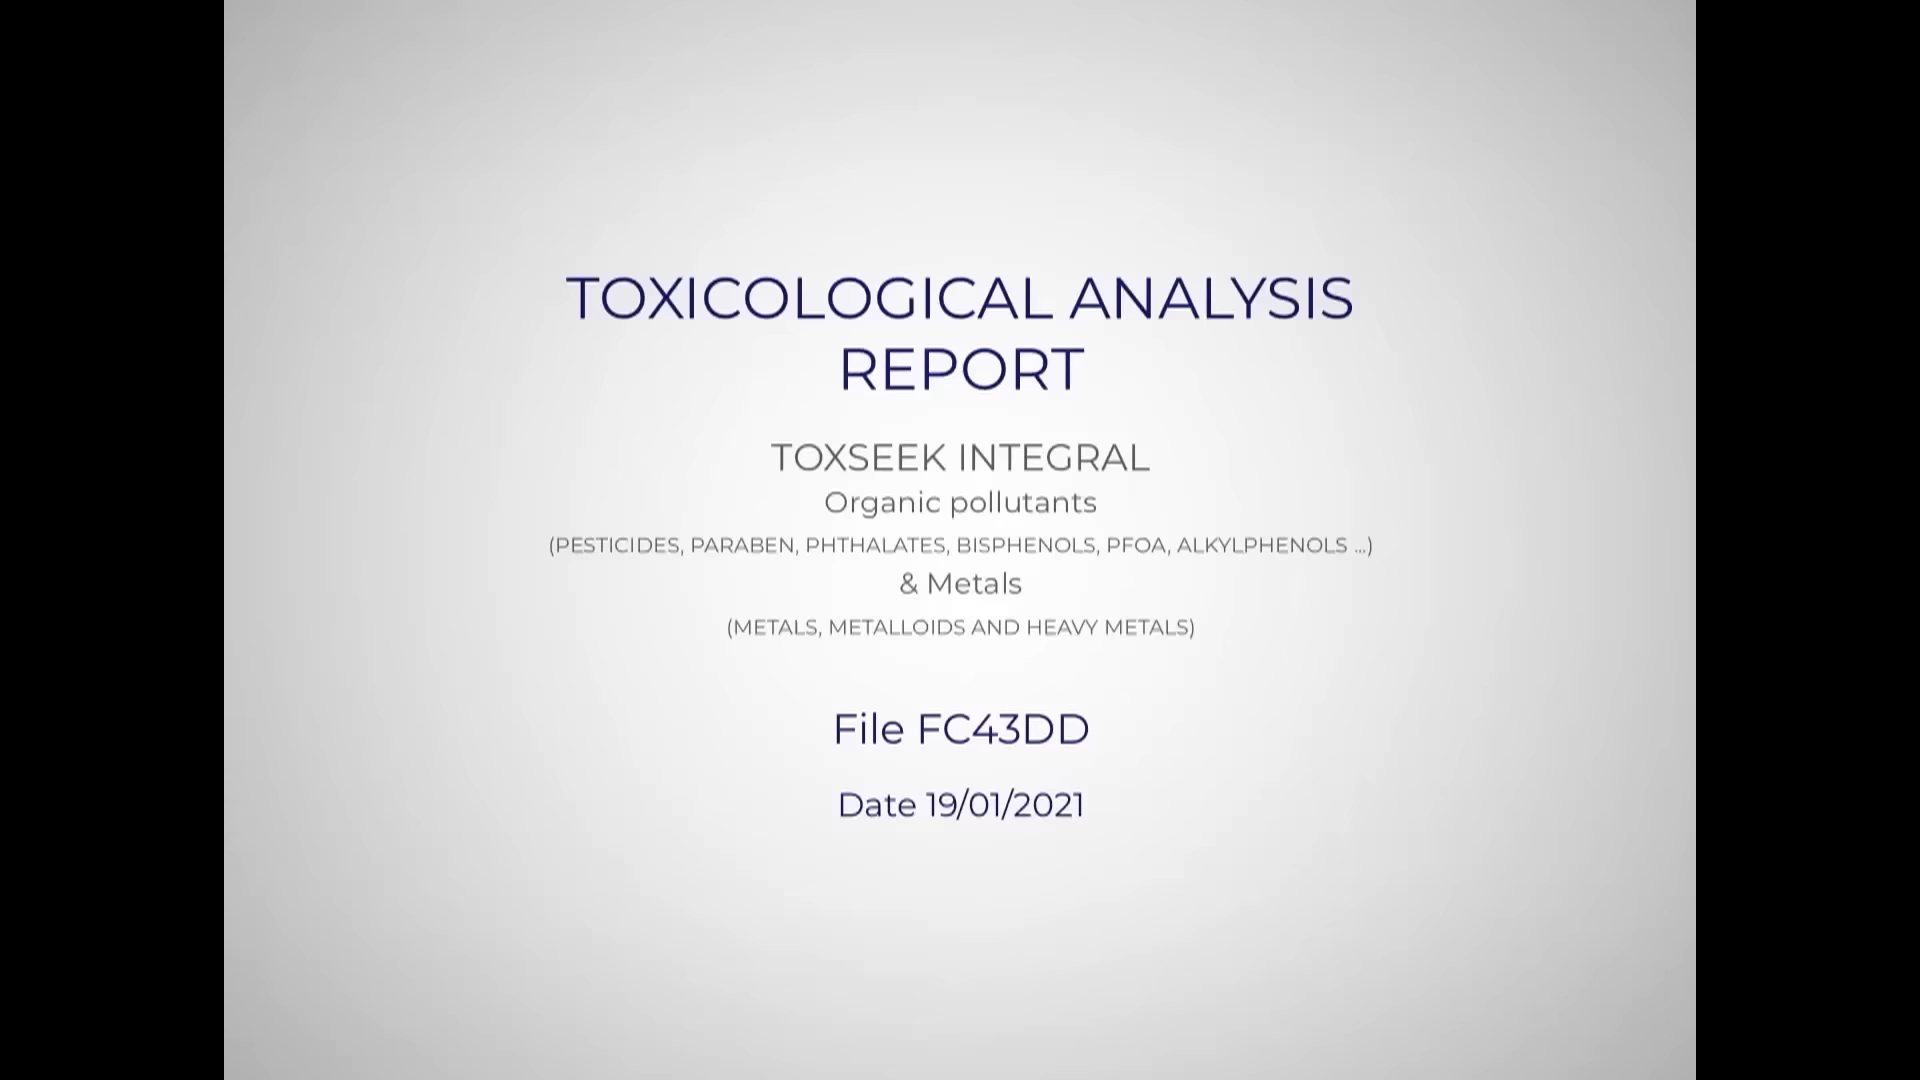 TOXICOLOGICAL ANALYSIS
REPORT
TOXSEEK INTEGRAL
Organic pollutants
(PESTICIDES, PARABEN, PHTHALATES, BISPHENOLS, PFOA, ALKYLPHENOLS ...)
& Metals
(METALS, METALLOIDS AND HEAVY METALS)
File FC43DD
Date 19/01/2021